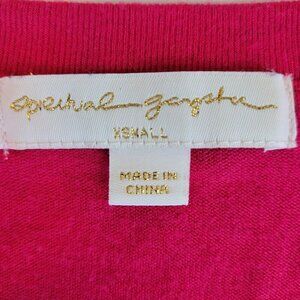 spiritual gangster
XSMALL
MADE IN
CHINA